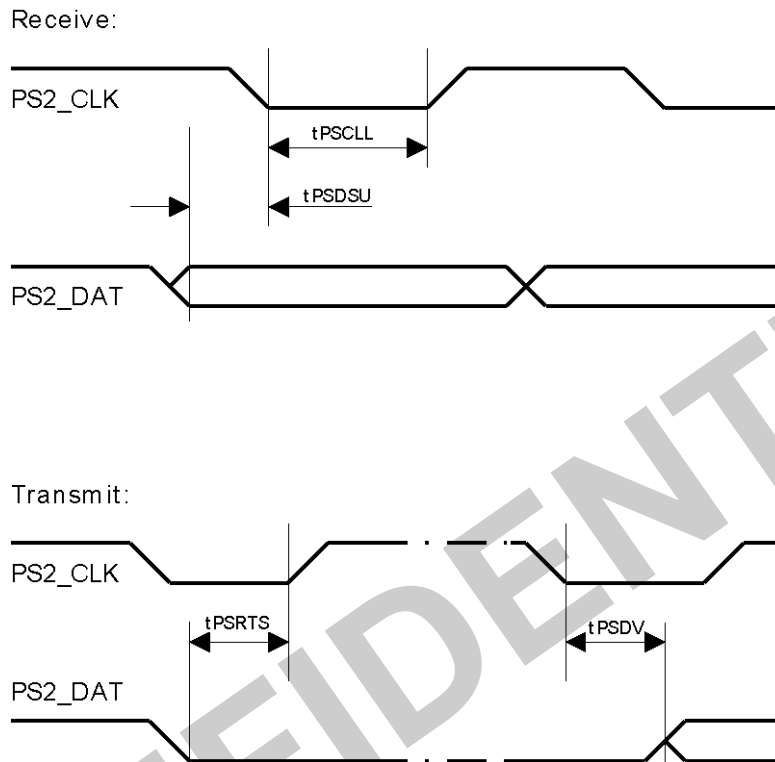 Receive:
PS2_CLK
tPSCLL
tPSDSU
PS2_DAT
Transmit:
PS2_CLK
tPSRTS
tPSDV
PS2_DAT